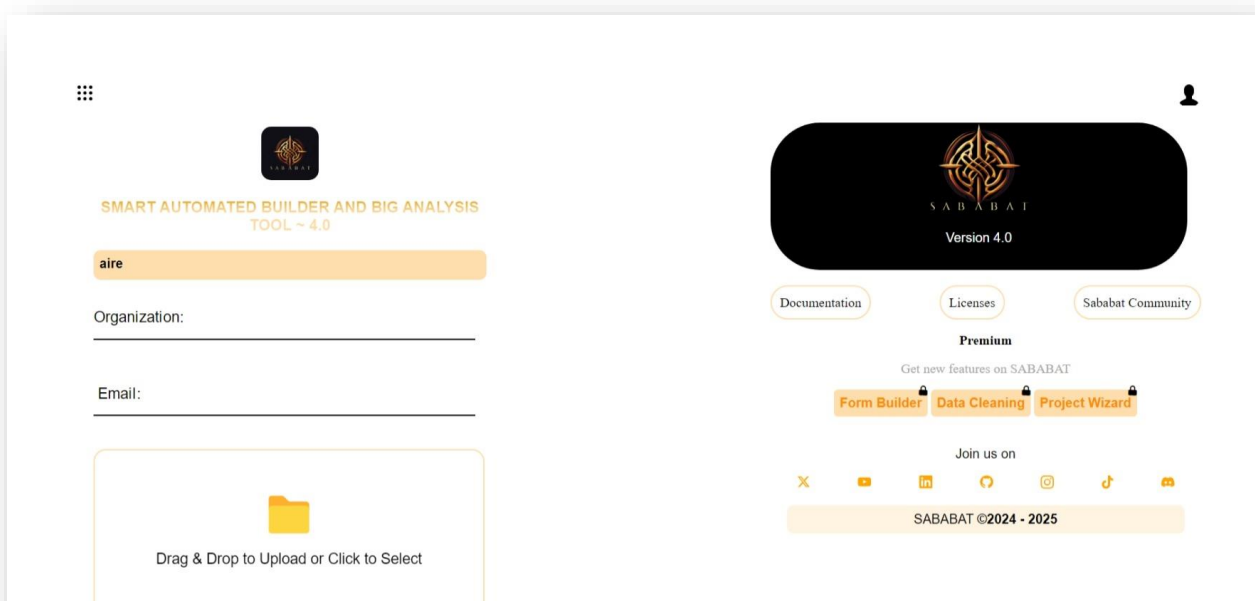 SABABAT
SMART AUTOMATED BUILDER AND BIG ANALYSIS
TOOL ~ 4.0
aire
Organization:
Email:
Drag & Drop to Upload or Click to Select
SABABAT
Version 4.0
Documentation
Licenses
Sababat Community
Premium
Get new features on SABABAT
Form Builder
Data Cleaning
Project Wizard
Join us on
SABABAT ©2024 - 2025